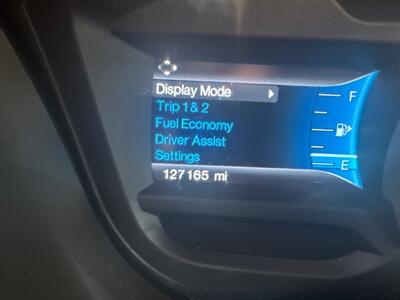 Display Mode
Trip 1 & 2
Fuel Economy
Driver Assist
Settings
127165 mi
F
E